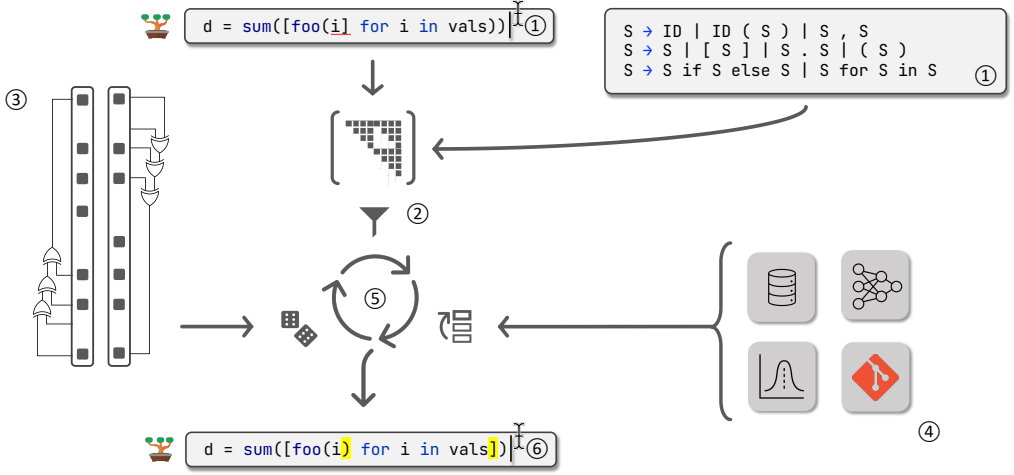 d = sum([foo(i] for i in vals))
①
S → ID | ID ( S ) | S , S
S → S | [ S ] | S . S | ( S )
S → S if S else S | S for S in S
①
③
②
⑤
④
d = sum([foo(i) for i in vals])
⑥